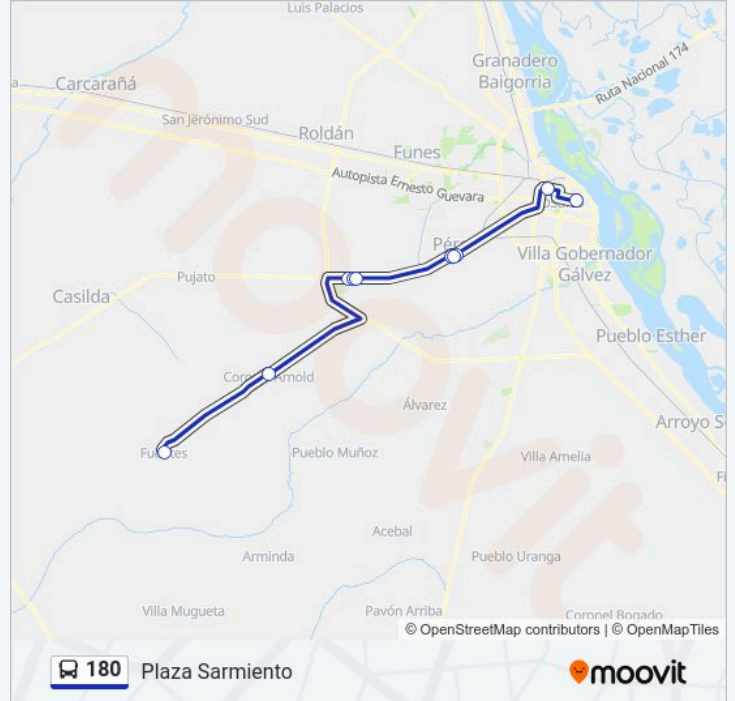 Luis Palacios
Granadero
Baigorria
Ruta Nacional 174
Carcarañá
San Jerónimo Sud
Roldán
Funes
Autopista Ernesto Guevara
Villa Gobernador
Gálvez
Pujato
Casilda
Pueblo Esther
Álvarez
Arroyo S
Pueblo Muñoz
Villa Amelia
Acebal
Arminda
Pueblo Uranga
Villa Mugueta
Pavón Arriba
Coronel Bogado
© OpenStreetMap contributors | © OpenMapTiles
180 Plaza Sarmiento
moovit
moovit